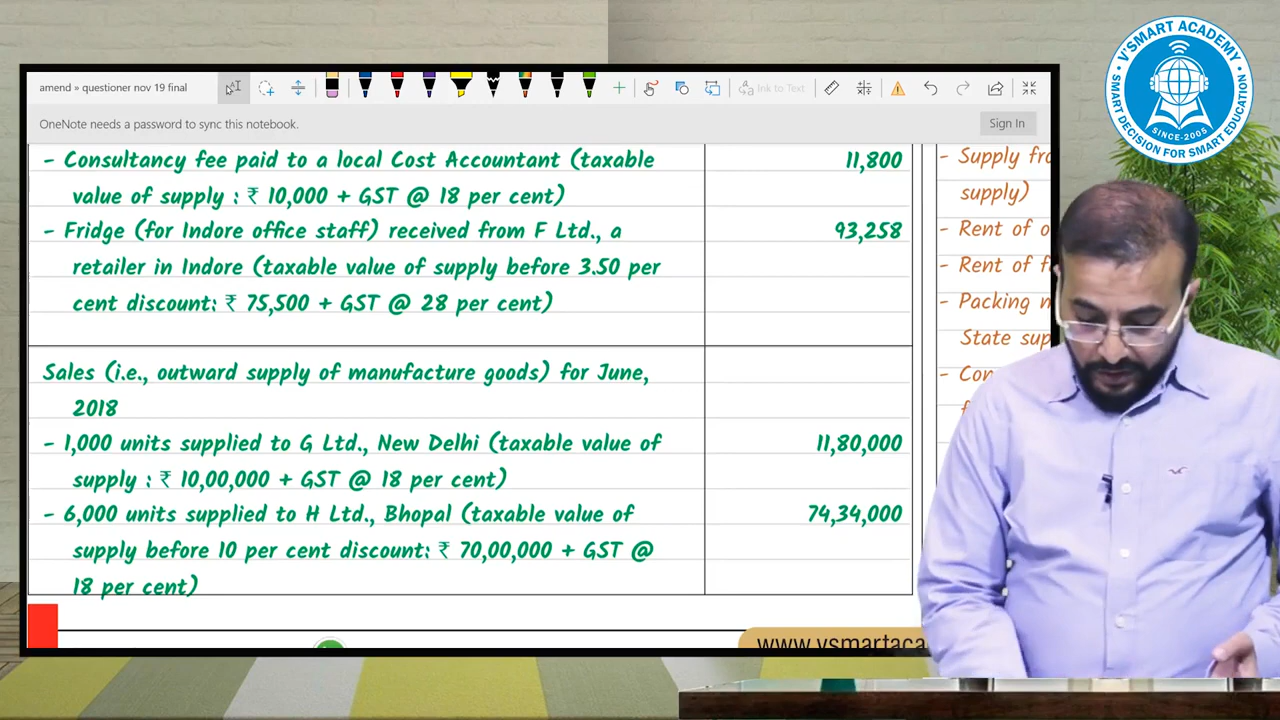 amend » questioner nov 19 final
Link to Text
OneNote needs a password to sync this notebook.
Sign In
- Consultancy fee paid to a local Cost Accountant (taxable
value of supply : ₹ 10,000 + GST @ 18 per cent)
11,800
- Fridge (for Indore office staff) received from F Ltd., a
retailer in Indore (taxable value of supply before 3.50 per
cent discount: ₹ 75,500 + GST @ 28 per cent)
93,258
Sales (i.e., outward supply of manufacture goods) for June,
2018
- 1,000 units supplied to G Ltd., New Delhi (taxable value of
supply : ₹ 10,00,000 + GST @ 18 per cent)
11,80,000
- 6,000 units supplied to H Ltd., Bhopal (taxable value of
supply before 10 per cent discount: ₹ 70,00,000 + GST @
18 per cent)
74,34,000
- Supply fro
supply)
- Rent of o
- Rent of f
- Packing m
State sup
- Con
www.vsmartaca
V'SMART ACADEMY
SINCE-2005
SMART DECISION FOR SMART EDUCATION